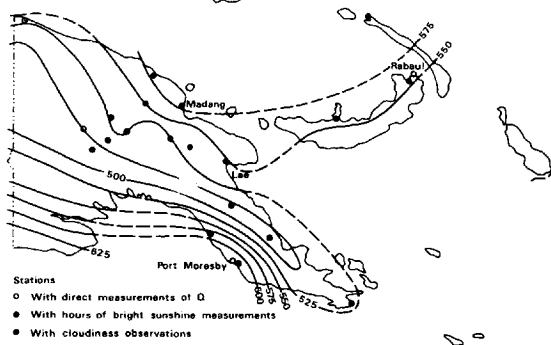 575
550
Rabaul
Madang
Lae
500
Port Moresby
625
600
575
550
525
Stations
With direct measurements of Q
With hours of bright sunshine measurements
With cloudiness observations